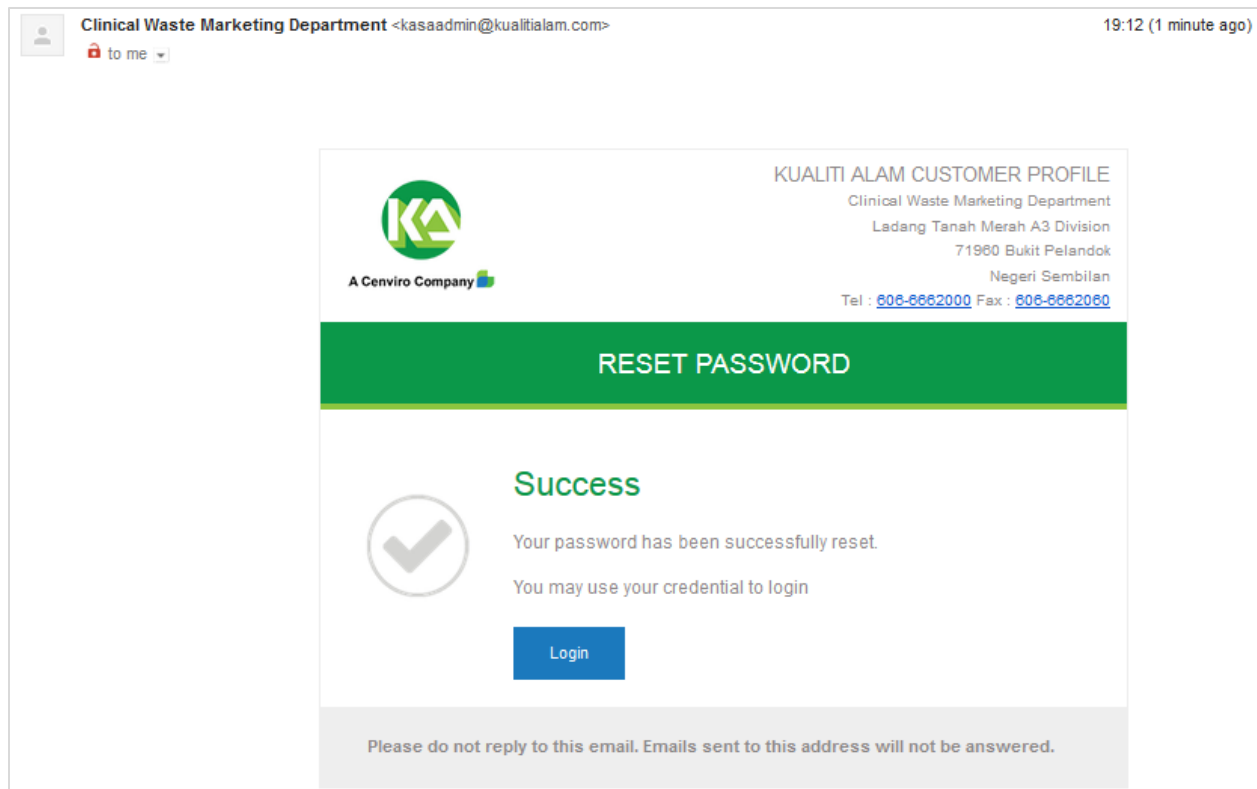 Clinical Waste Marketing Department <kasaadmin@kualitialam.com> 19:12 (1 minute ago)
to me
KA
A Cenviro Company
KUALITI ALAM CUSTOMER PROFILE
Clinical Waste Marketing Department
Ladang Tanah Merah A3 Division
71960 Bukit Pelandok
Negeri Sembilan
Tel : 606-6662000 Fax : 606-6662060
RESET PASSWORD
Success
Your password has been successfully reset.
You may use your credential to login
Login
Please do not reply to this email. Emails sent to this address will not be answered.